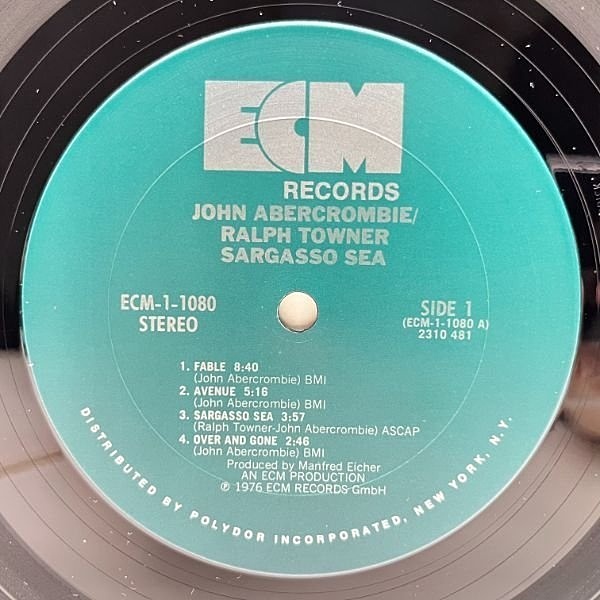 ECM
RECORDS
JOHN ABERCROMBIE/
RALPH TOWNER
SARGASSO SEA
ECM-1-1080
STEREO
SIDE 1
(ECM-1-1080 A)
2310 481
1. FABLE 8:40
(John Abercrombie) BMI
2. AVENUE 5:16
(John Abercrombie) BMI
3. SARGASSO SEA 3:57
(Ralph Towner-John Abercrombie) ASCAP
4. OVER AND GONE 2:46
(John Abercrombie) BMI
Produced by Manfred Eicher
AN ECM PRODUCTION
℗ 1976 ECM RECORDS GmbH
DISTRIBUTED BY POLYDOR INCORPORATED, NEW YORK, N.Y.